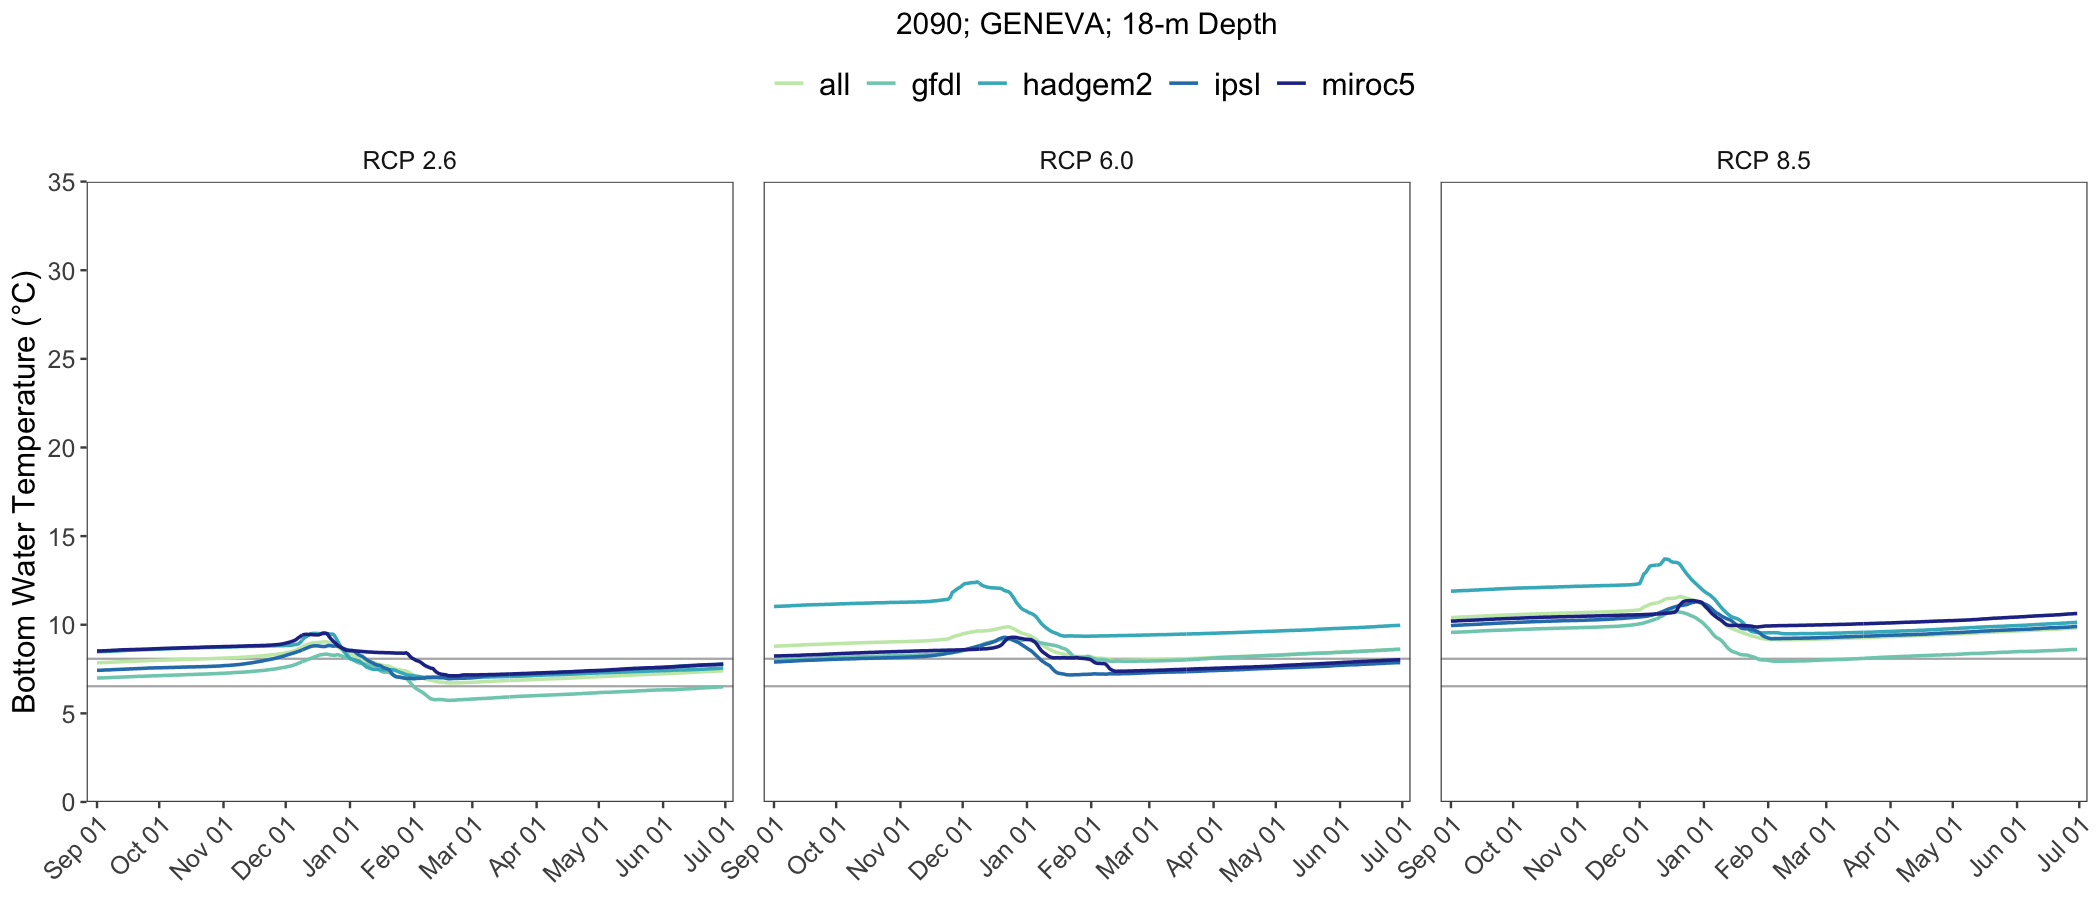 2090; GENEVA; 18-m Depth
all gfdl hadgem2 ipsl miroc5
RCP 2.6 RCP 6.0 RCP 8.5
Bottom Water Temperature (°C)
35
30
25
20
15
10
5
0
Sep 01 Oct 01 Nov 01 Dec 01 Jan 01 Feb 01 Mar 01 Apr 01 May 01 Jun 01 Jul 01 Sep 01 Oct 01 Nov 01 Dec 01 Jan 01 Feb 01 Mar 01 Apr 01 May 01 Jun 01 Jul 01 Sep 01 Oct 01 Nov 01 Dec 01 Jan 01 Feb 01 Mar 01 Apr 01 May 01 Jun 01 Jul 01